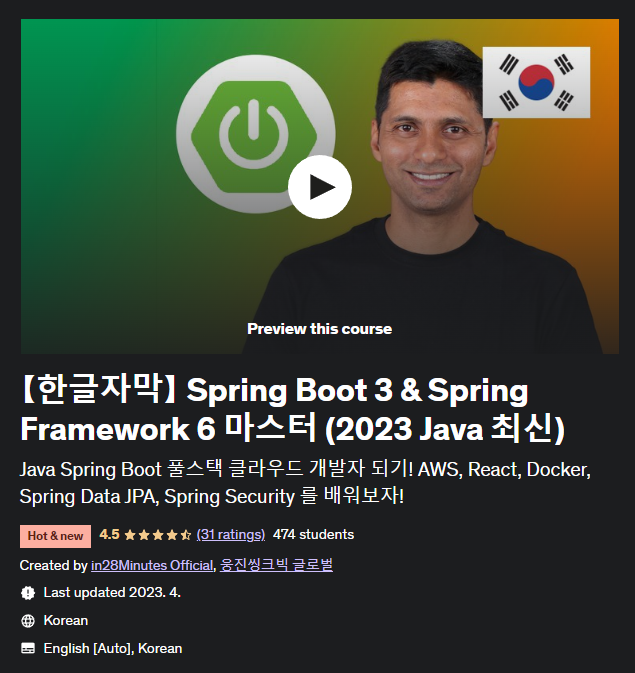 Preview this course
【한글자막】 Spring Boot 3 & Spring
Framework 6 마스터 (2023 Java 최신)
Java Spring Boot 풀스택 클라우드 개발자 되기! AWS, React, Docker,
Spring Data JPA, Spring Security 를 배워보자!
Hot & new 4.5 (31 ratings) 474 students
Created by in28Minutes Official, 웅진씽크빅 글로벌
Last updated 2023. 4.
Korean
English [Auto], Korean